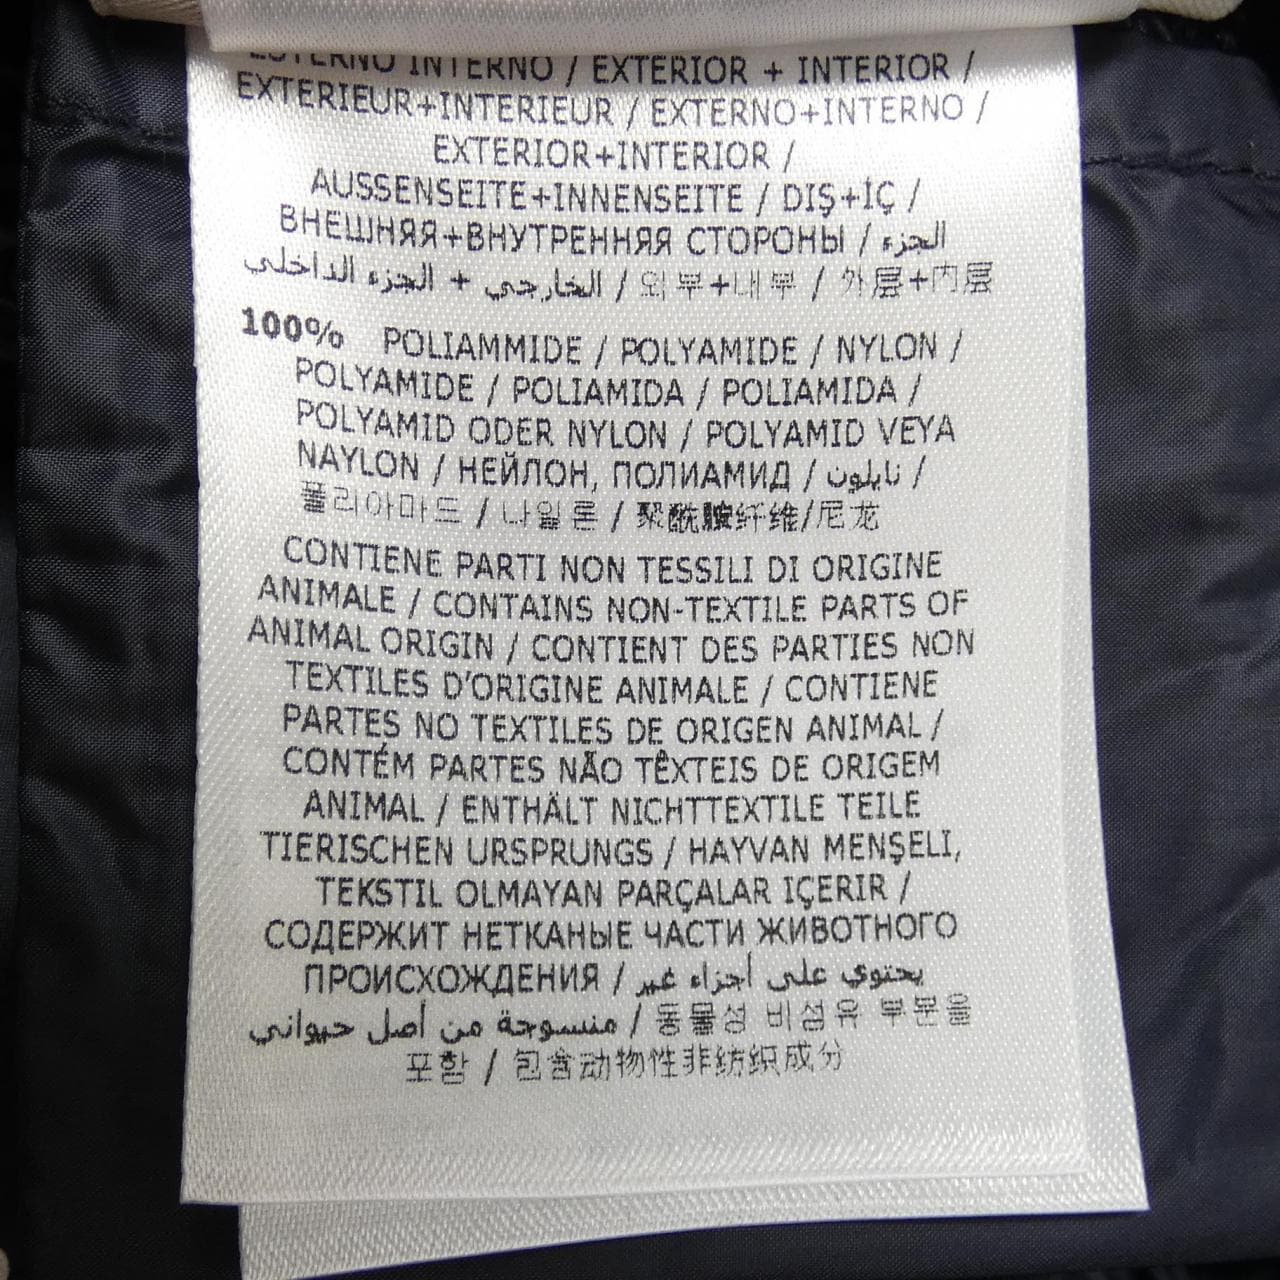 ESTERNO INTERNO / EXTERIOR + INTERIOR /
EXTERIEUR+INTERIEUR / EXTERNO+INTERNO /
EXTERIOR+INTERIOR /
AUSSENSEITE+INNENSEITE / DIŞ+İÇ /
ВНЕШНЯЯ+ВНУТРЕННЯЯ СТОРОНЫ / الجزء
الخارجي + الجزء الداخلي / 외부+내부 / 外层+内层
100% POLIAMMIDE / POLYAMIDE / NYLON /
POLYAMIDE / POLIAMIDA / POLIAMIDA /
POLYAMID ODER NYLON / POLYAMID VEYA
NAYLON / НЕЙЛОН, ПОЛИАМИД / نايلون /
폴리아마드 / 나일론 / 聚酰胺纤维/尼龙
CONTIENE PARTI NON TESSILI DI ORIGINE
ANIMALE / CONTAINS NON-TEXTILE PARTS OF
ANIMAL ORIGIN / CONTIENT DES PARTIES NON
TEXTILES D'ORIGINE ANIMALE / CONTIENE
PARTES NO TEXTILES DE ORIGEN ANIMAL /
CONTÉM PARTES NÃO TÊXTEIS DE ORIGEM
ANIMAL / ENTHÄLT NICHTTEXTILE TEILE
TIERISCHEN URSPRUNGS / HAYVAN MENŞELI,
TEKSTIL OLMAYAN PARÇALAR IÇERIR /
СОДЕРЖИТ НЕТКАНЫЕ ЧАСТИ ЖИВОТНОГО
ПРОИСХОЖДЕНИЯ / يحتوي على أجزاء غير
منسوجة من أصل حيواني / 동물성 비섬유 부분을
포함 / 包含动物性非纺织成分